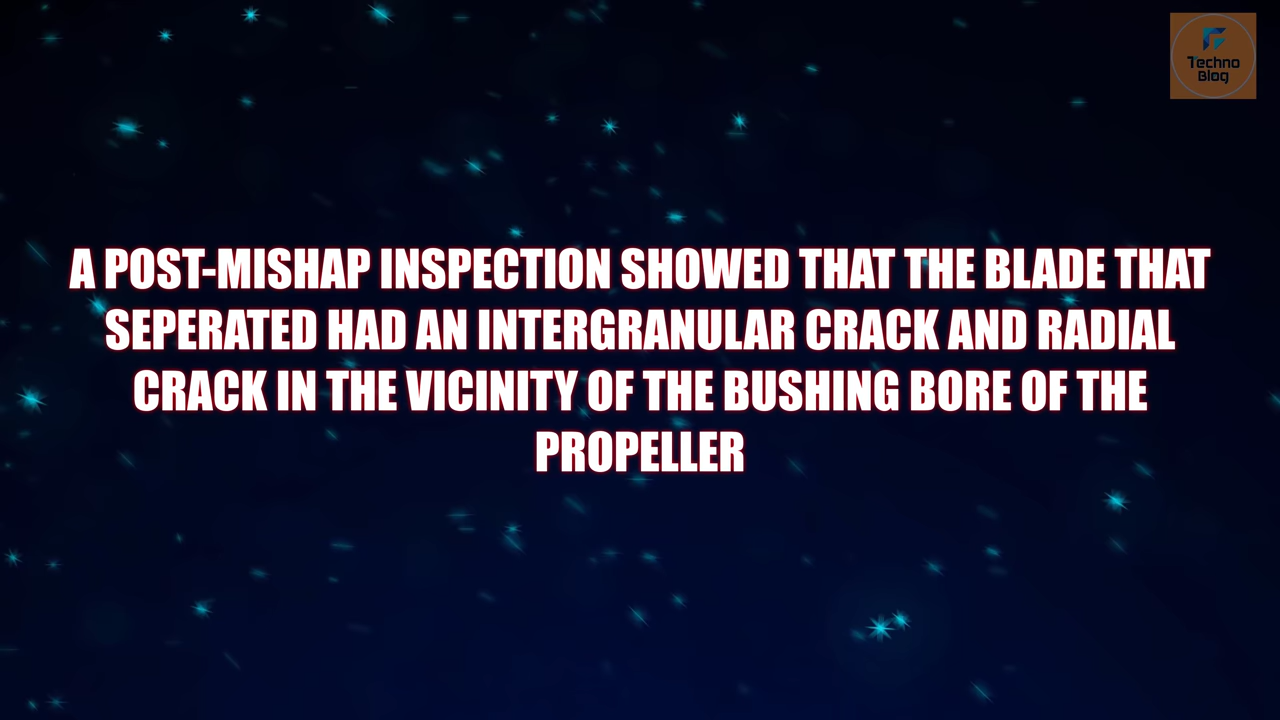 Techno
Blog
A POST-MISHAP INSPECTION SHOWED THAT THE BLADE THAT
SEPERATED HAD AN INTERGRANULAR CRACK AND RADIAL
CRACK IN THE VICINITY OF THE BUSHING BORE OF THE
PROPELLER